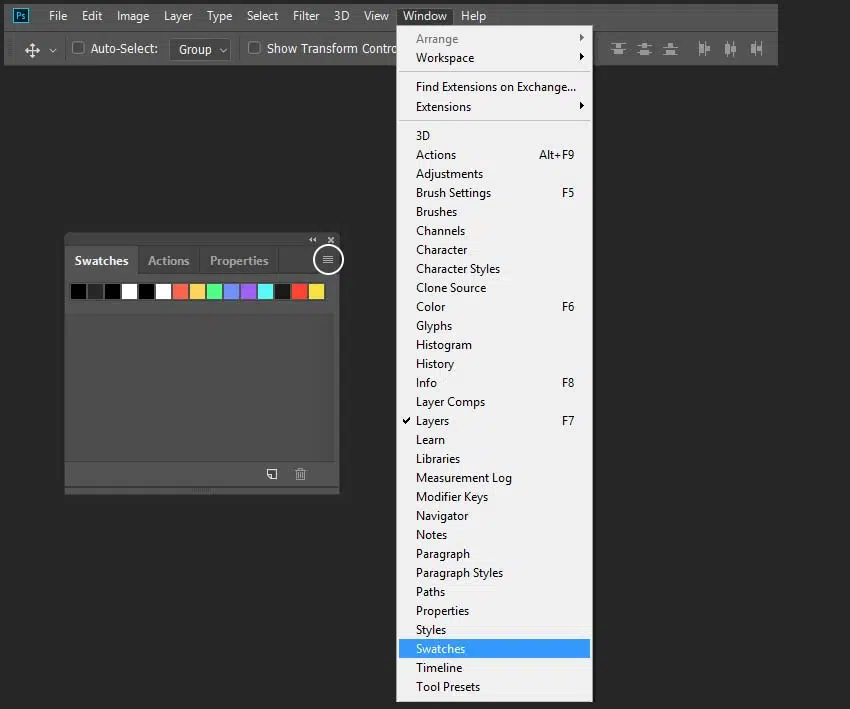 Ps File Edit Image Layer Type Select Filter 3D View Window Help
Auto-Select: Group Show Transform Contro
Arrange
Workspace
Find Extensions on Exchange...
Extensions
3D
Actions Alt+F9
Adjustments
Brush Settings F5
Brushes
Channels
Character
Character Styles
Clone Source
Color F6
Glyphs
Histogram
History
Info F8
Layer Comps
Layers F7
Learn
Libraries
Measurement Log
Modifier Keys
Navigator
Notes
Paragraph
Paragraph Styles
Paths
Properties
Styles
Swatches
Timeline
Tool Presets
Swatches Actions Properties